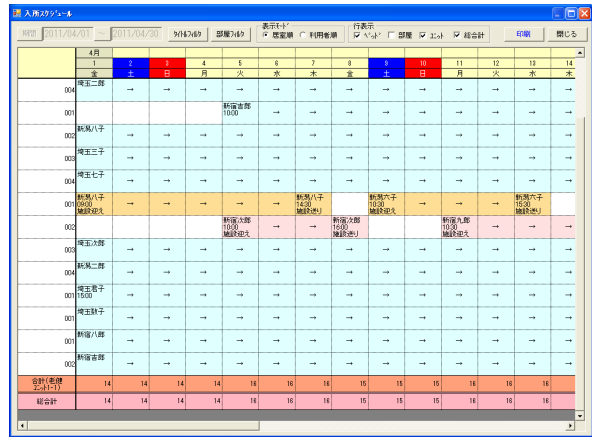 入所スケジュール
期間 2011/04/01 ～ 2011/04/30 ﾀｲﾄﾙﾌｨﾙﾀ 部屋ﾌｨﾙﾀ 表示ﾓｰﾄﾞ 居室順 利用者順 行表示 ﾍﾞｯﾄﾞ 部屋 ﾕﾆｯﾄ 総合計 印刷 閉じる
4月
1 2 3 4 5 6 7 8 9 10 11 12 13 14
金 土 日 月 火 水 木 金 土 日 月 火 水 木
004 埼玉二郎 → → → → → → → → → → → → →
001 新宿吉郎 → → → → → → → → →
10:00
002 新潟八子 → → → → → → → → → → → → →
003 埼玉三子 → → → → → → → → → → → → →
004 埼玉七子 → → → → → → → → → → → → →
001 新潟八子 → → → → → 新潟八子 新潟六子 → → → 新潟六子
09:00 14:30 10:30 15:30
施設迎え 施設送り 施設迎え 施設送り
002 新宿次郎 → → 新宿次郎 新宿九郎 → → →
10:00 16:00 10:30
施設迎え 施設送り 施設迎え
003 埼玉次郎 → → → → → → → → → → → → →
004 新潟二郎 → → → → → → → → → → → → →
001 埼玉君子 → → → → → → → → → → → → →
15:00
001 埼玉数子 → → → → → → → → → → → → →
001 新宿八郎 → → → → → → → → → → → → →
002 新宿吉郎 → → → → → → → → → → → → →
合計(老健 14 14 14 14 16 16 16 15 15 15 16 16 16
ﾕﾆｯﾄ1-1)
総合計 14 14 14 14 16 16 16 15 15 15 16 16 16